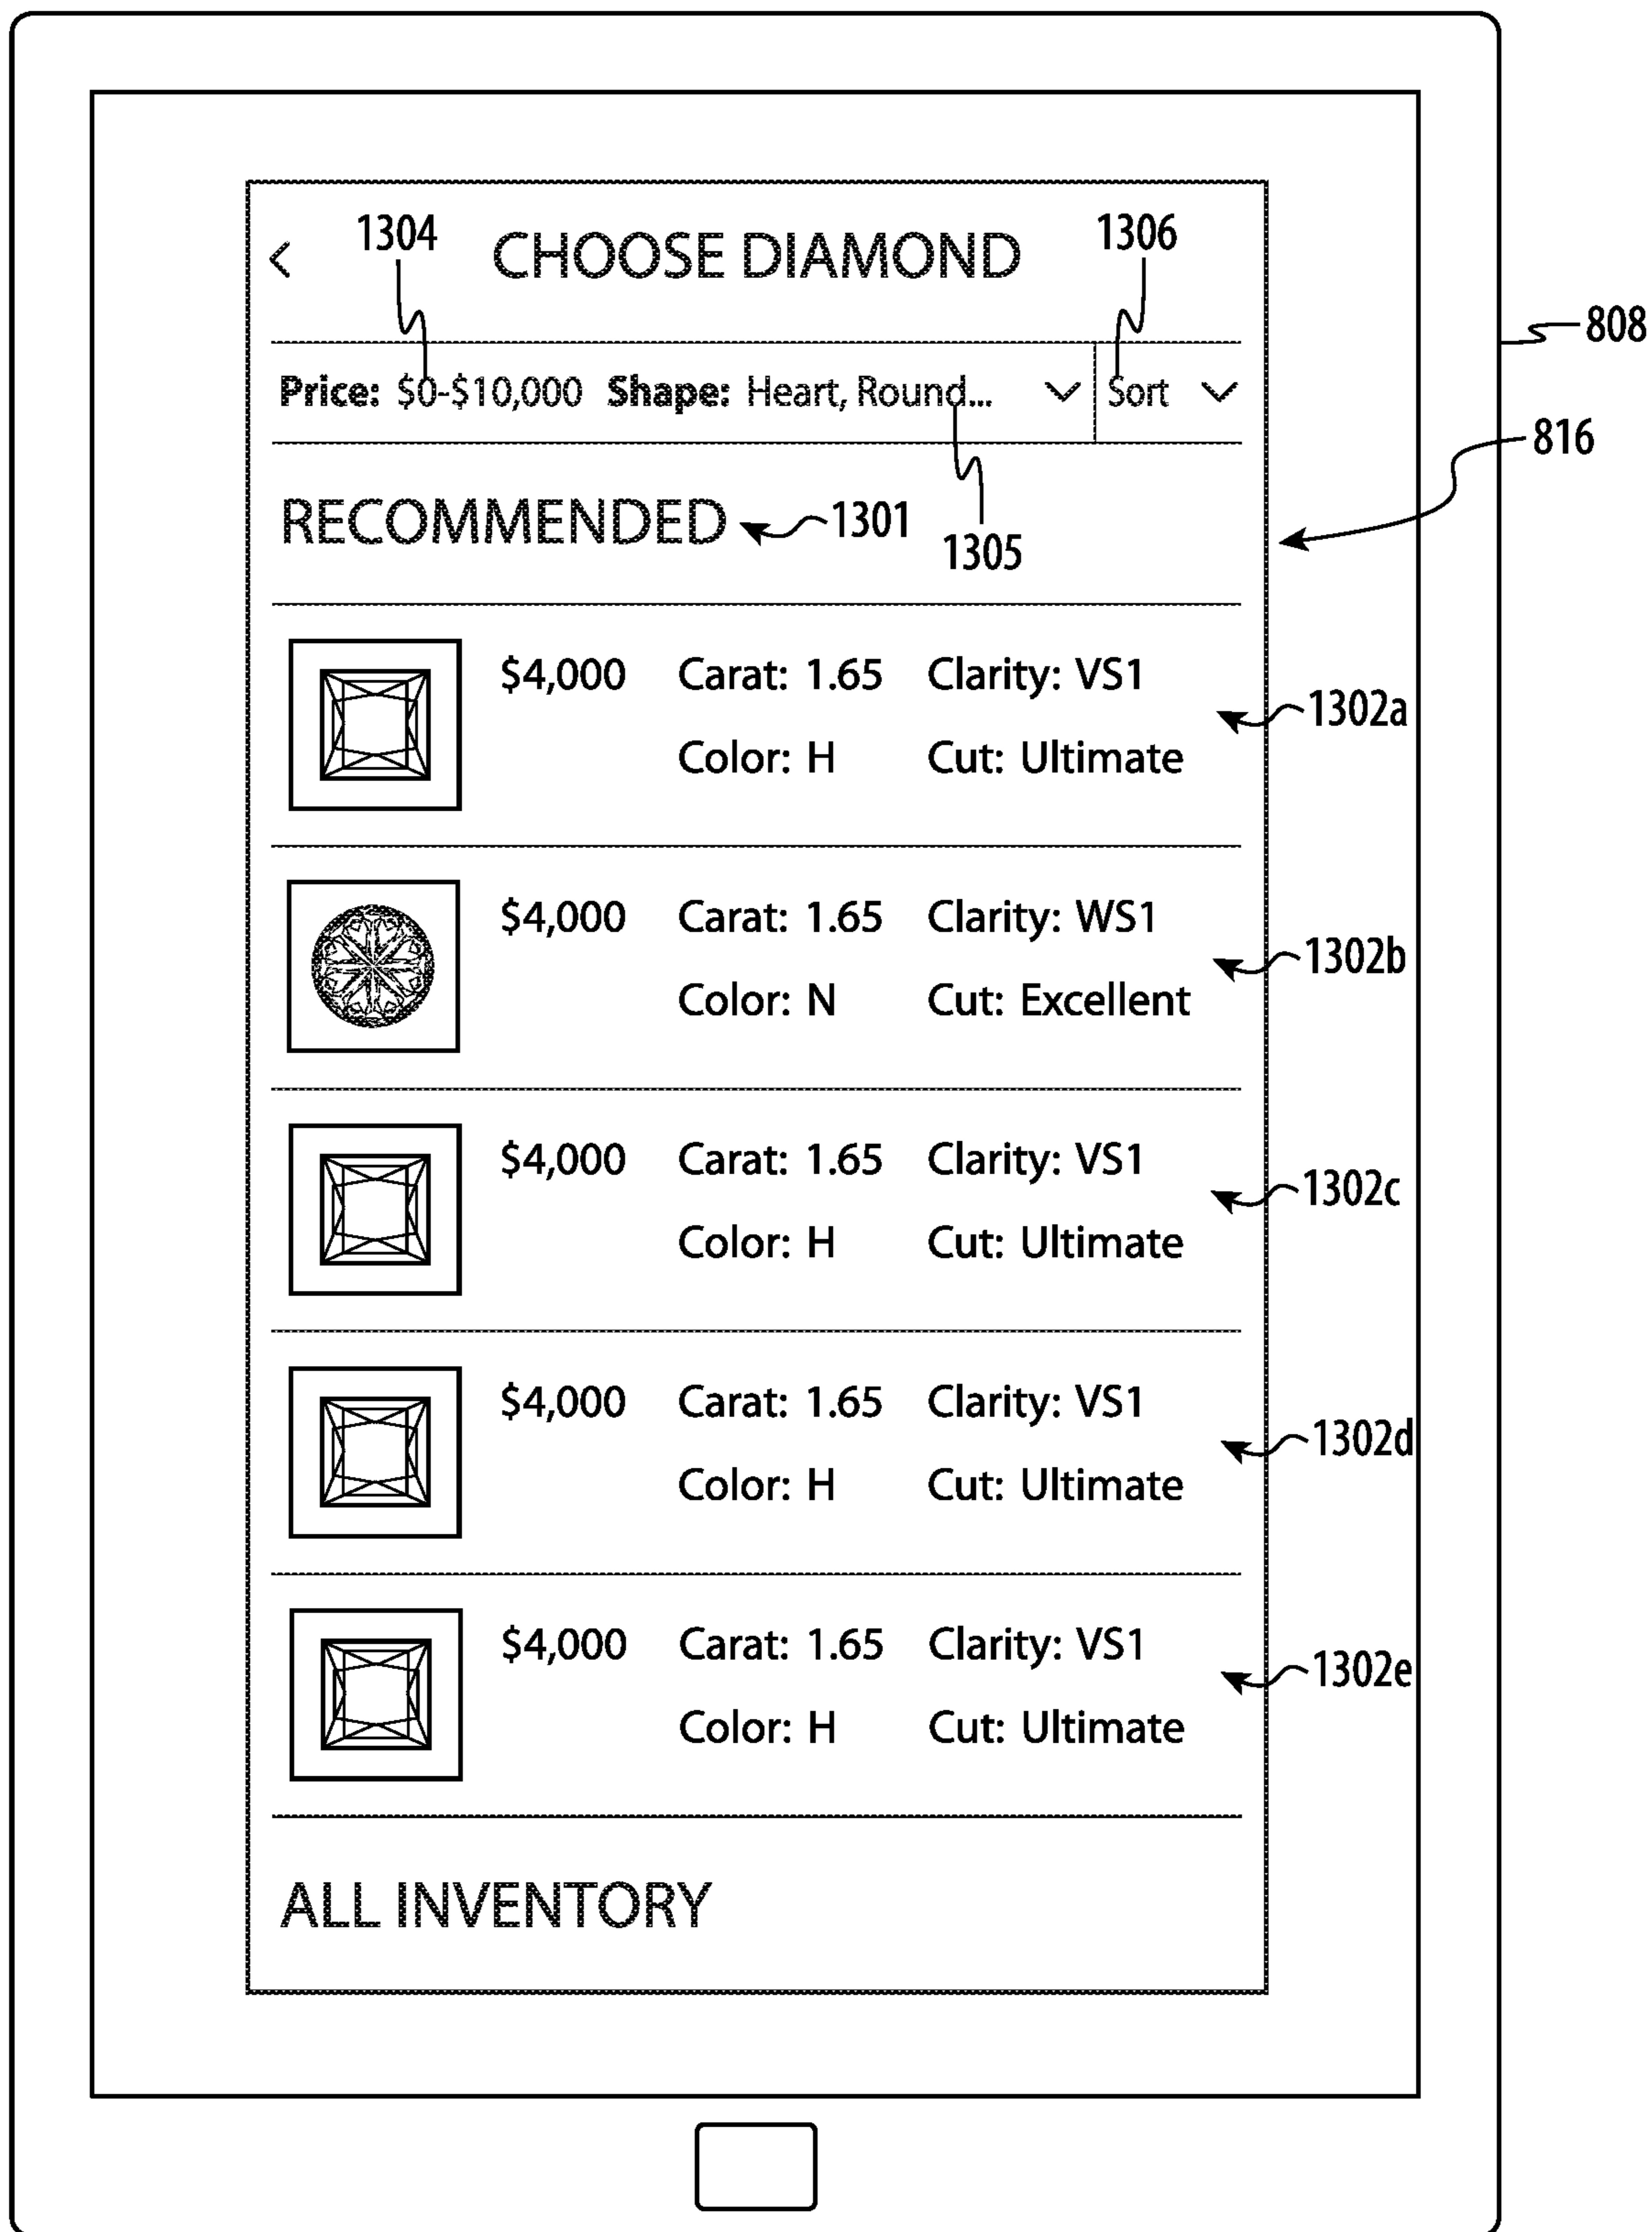 1304 CHOOSE DIAMOND 1306
< 
808
Price: $0-$10,000 Shape: Heart, Round... Sort
816
RECOMMENDED 1301
1305
$4,000 Carat: 1.65 Clarity: VS1
1302a
Color: H Cut: Ultimate
$4,000 Carat: 1.65 Clarity: WS1
1302b
Color: N Cut: Excellent
$4,000 Carat: 1.65 Clarity: VS1
1302c
Color: H Cut: Ultimate
$4,000 Carat: 1.65 Clarity: VS1
1302d
Color: H Cut: Ultimate
$4,000 Carat: 1.65 Clarity: VS1
1302e
Color: H Cut: Ultimate
ALL INVENTORY